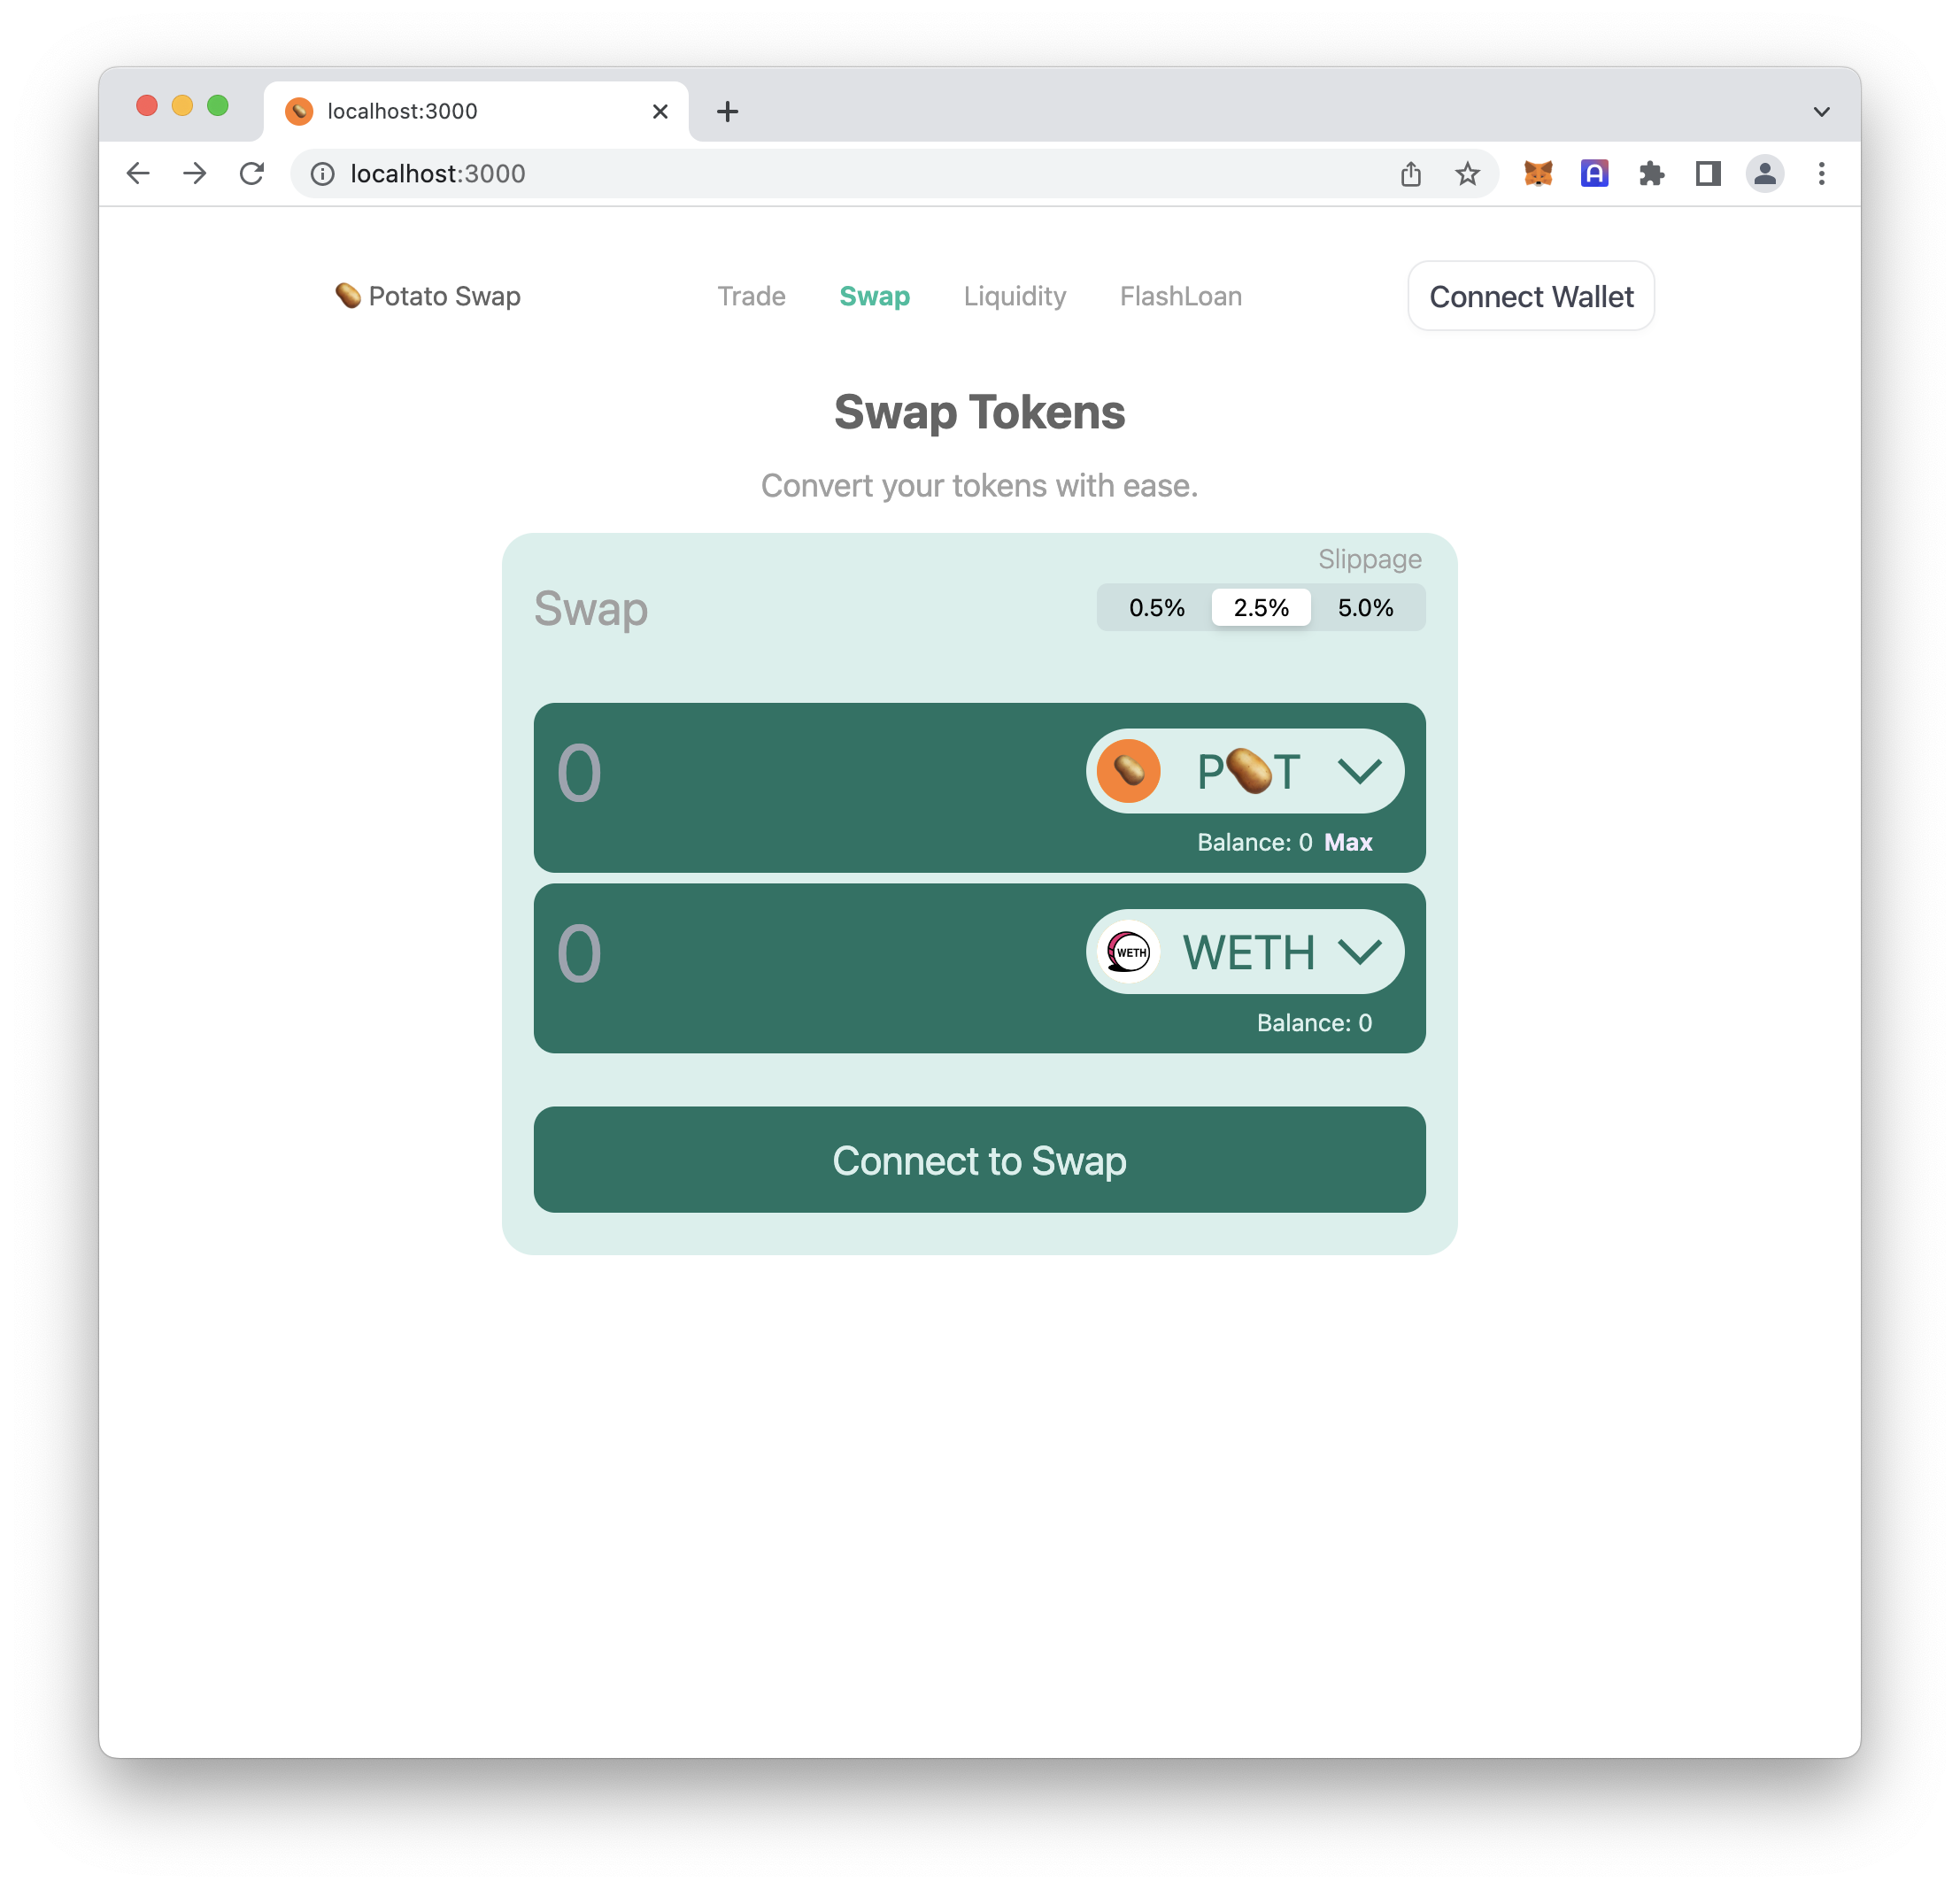 localhost:3000
localhost:3000
🥔 Potato Swap
Trade
Swap
Liquidity
FlashLoan
Connect Wallet
Swap Tokens
Convert your tokens with ease.
Slippage
Swap
0.5%
2.5%
5.0%
0
P🥔T
Balance: 0 Max
0
WETH
WETH
Balance: 0
Connect to Swap